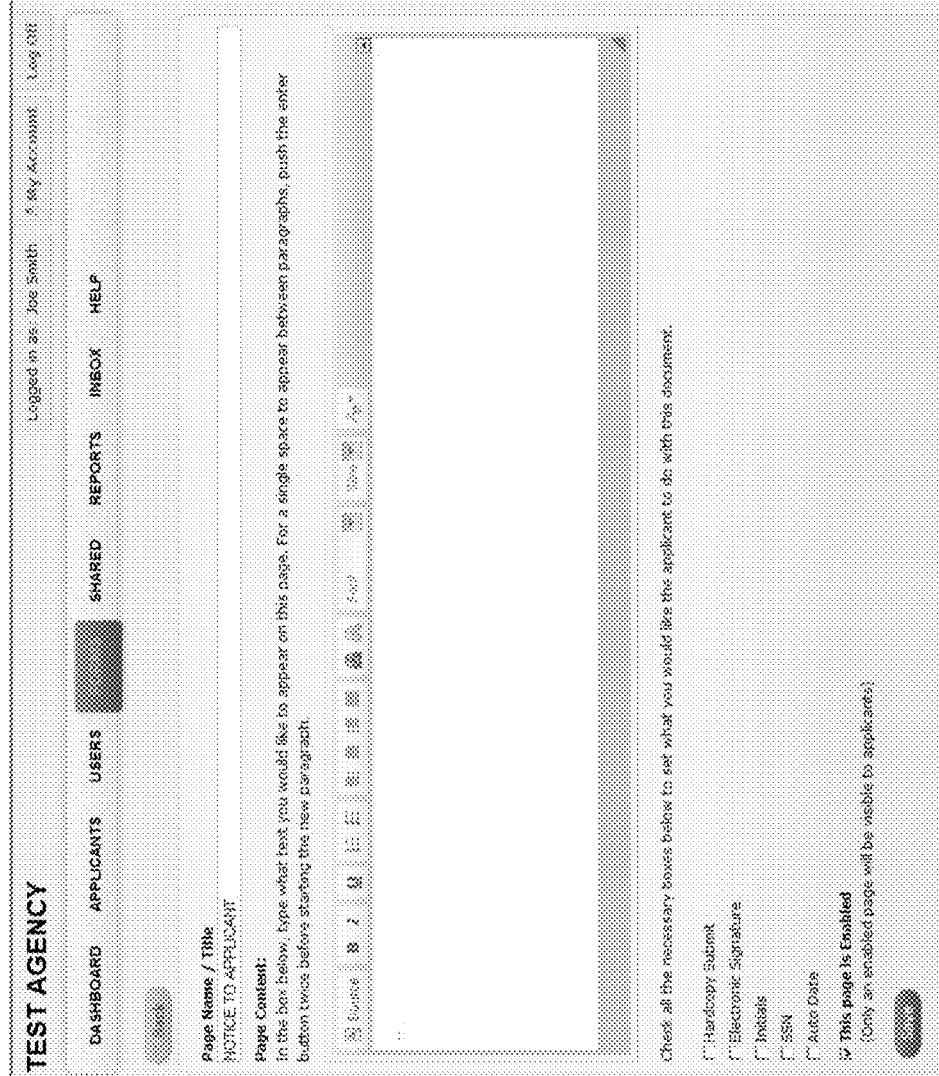 TEST AGENCY
Logged in as: Joe Smith
My Account
Log Off
DASHBOARD APPLICANTS USERS SHARED REPORTS INBOX HELP
Page Name / Title
NOTICE TO APPLICANT
Page Content:
In the box below, type what text you would like to appear on this page. For a single space to appear between paragraphs, push the enter
button twice before starting the new paragraph.
Source B I U Font Size
Check all the necessary boxes below to set what you would like the applicant to do with this document.
Hardcopy Submit
Electronic Signature
Initials
SSN
Auto Date
This page is Enabled
(Only an enabled page will be visible to applicants)